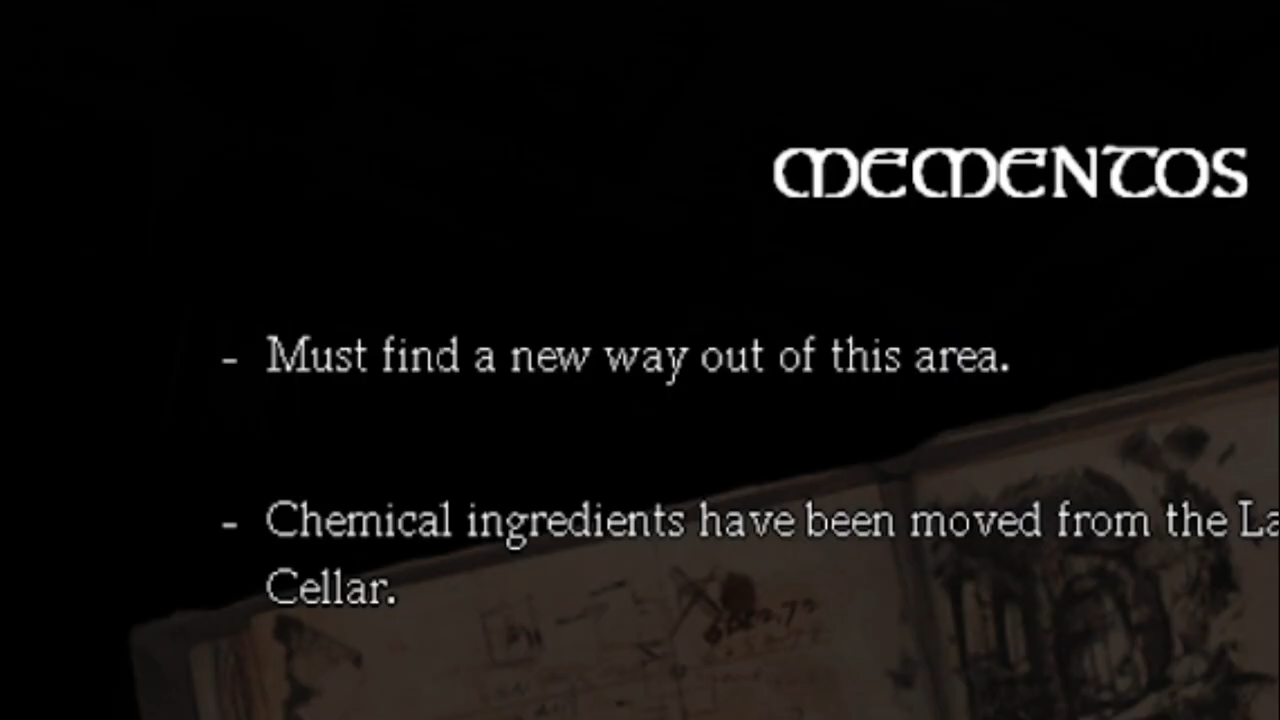 MEMENTOS
- Must find a new way out of this area.
- Chemical ingredients have been moved from the
Cellar.